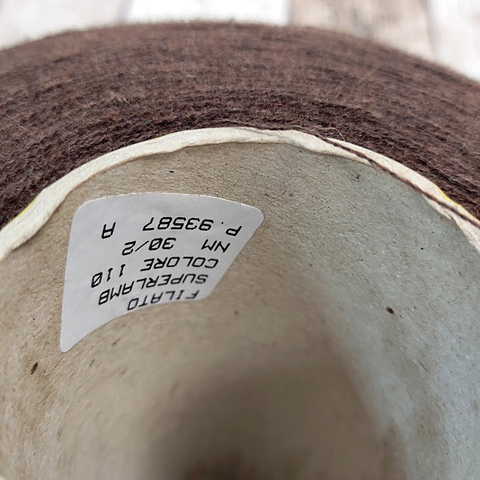 FILATO
SUPERLAMB
COLORE 110
NM 30/2
P.93587 A